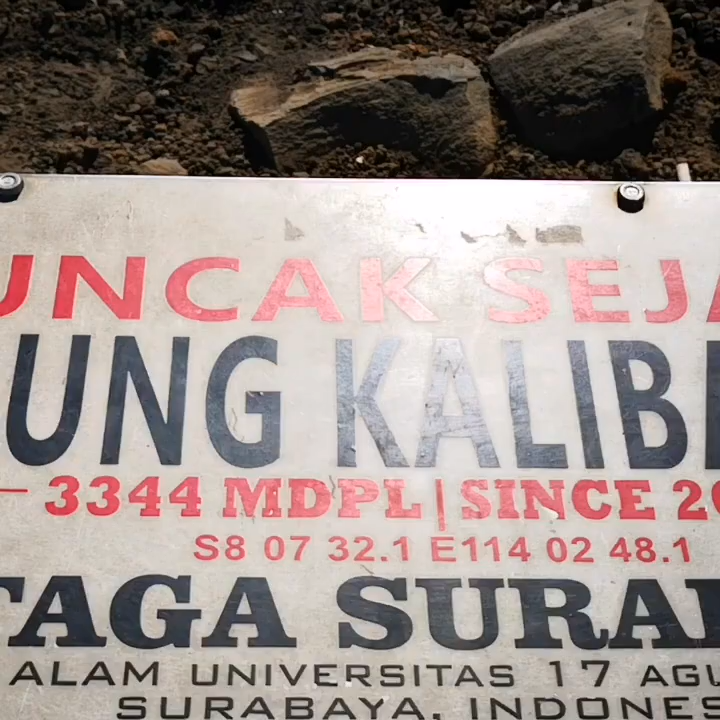 UNCAK SEJA
UNG KALIB
3344 MDPL | SINCE 20
S8 07 32.1 E114 02 48.1
TAGA SURA
ALAM UNIVERSITAS 17 AGU
SURABAYA, INDONES